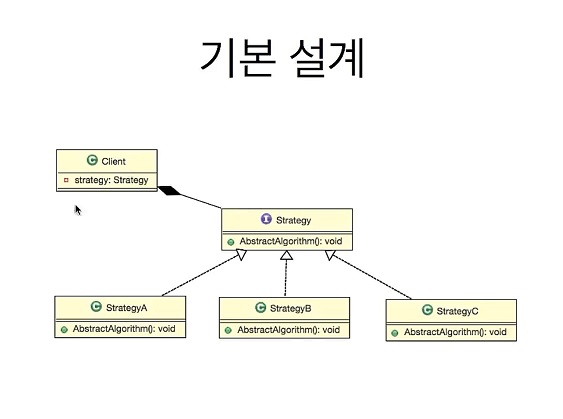 기본 설계
C Client
strategy: Strategy
I Strategy
AbstractAlgorithm(): void
C StrategyA
AbstractAlgorithm(): void
C StrategyB
AbstractAlgorithm(): void
C StrategyC
AbstractAlgorithm(): void